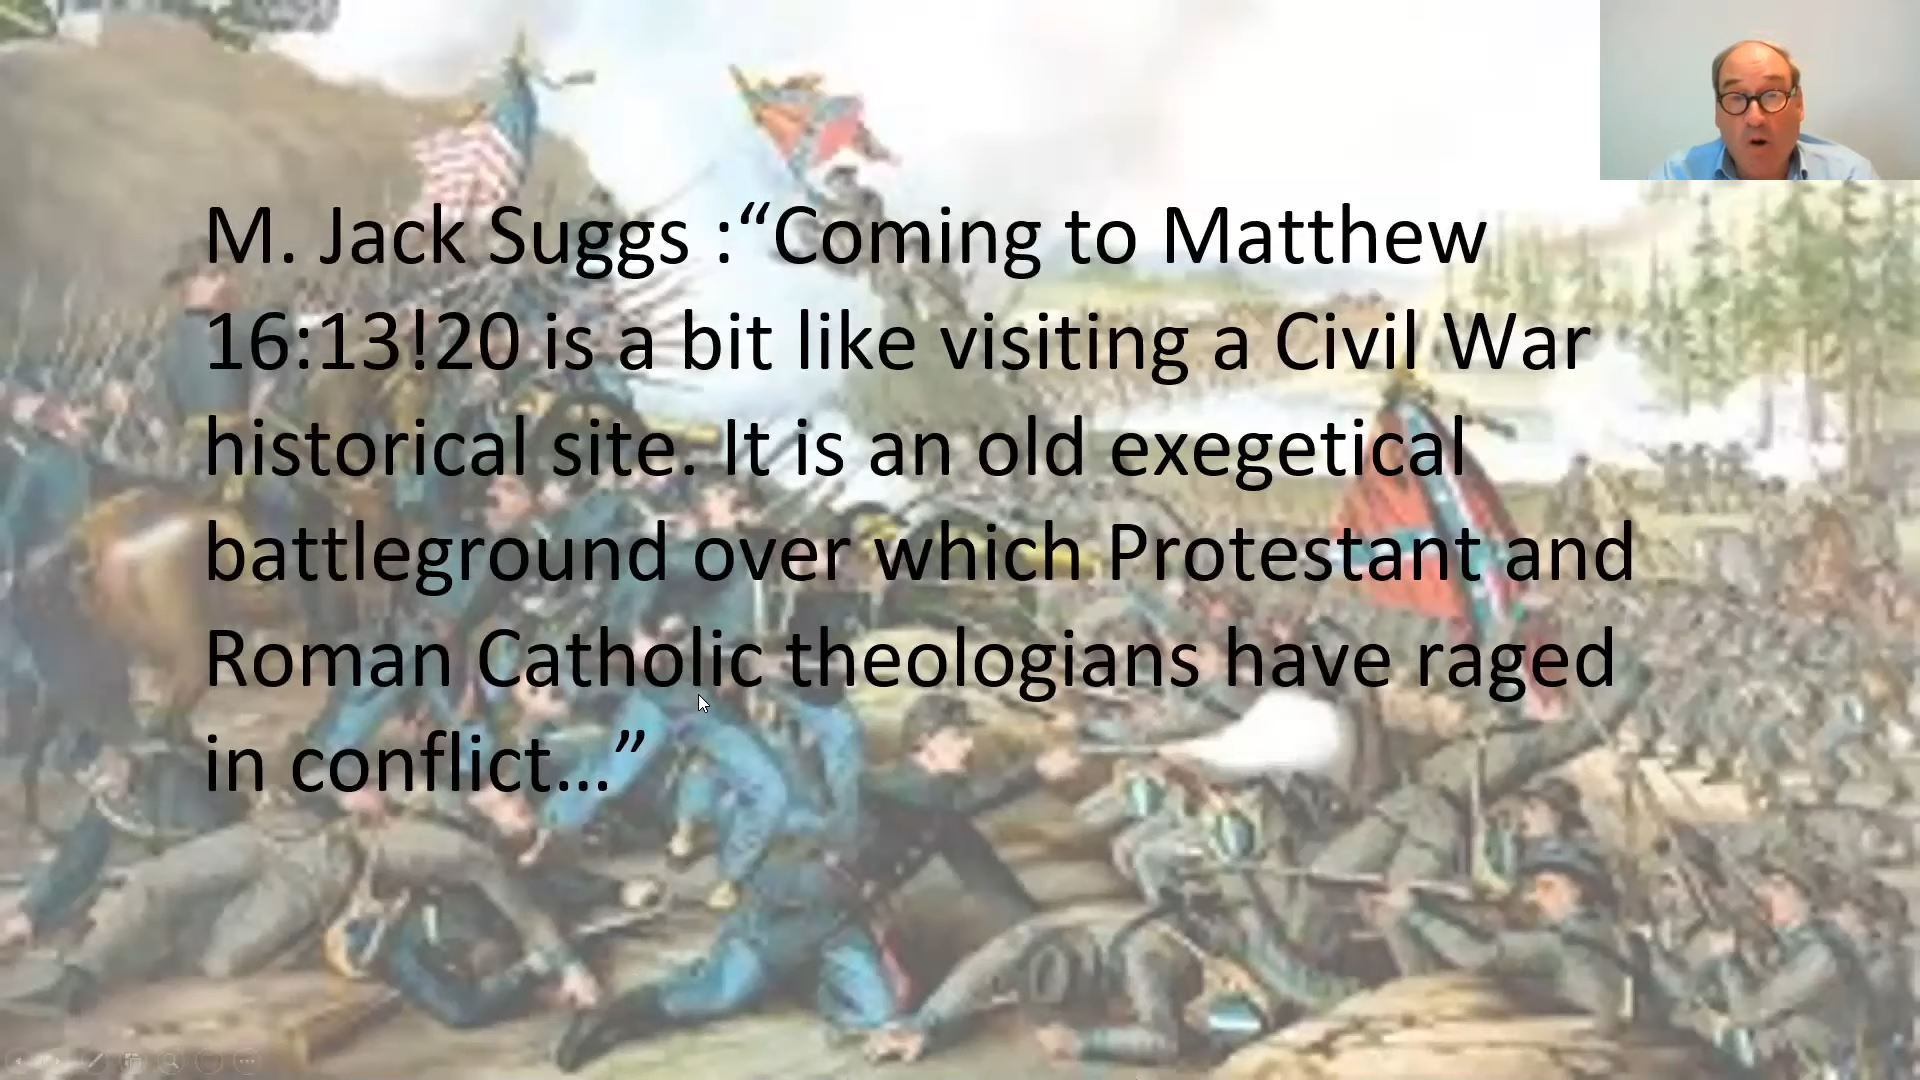 M. Jack Suggs :“Coming to Matthew
16:13!20 is a bit like visiting a Civil War
historical site. It is an old exegetical
battleground over which Protestant and
Roman Catholic theologians have raged
in conflict…”